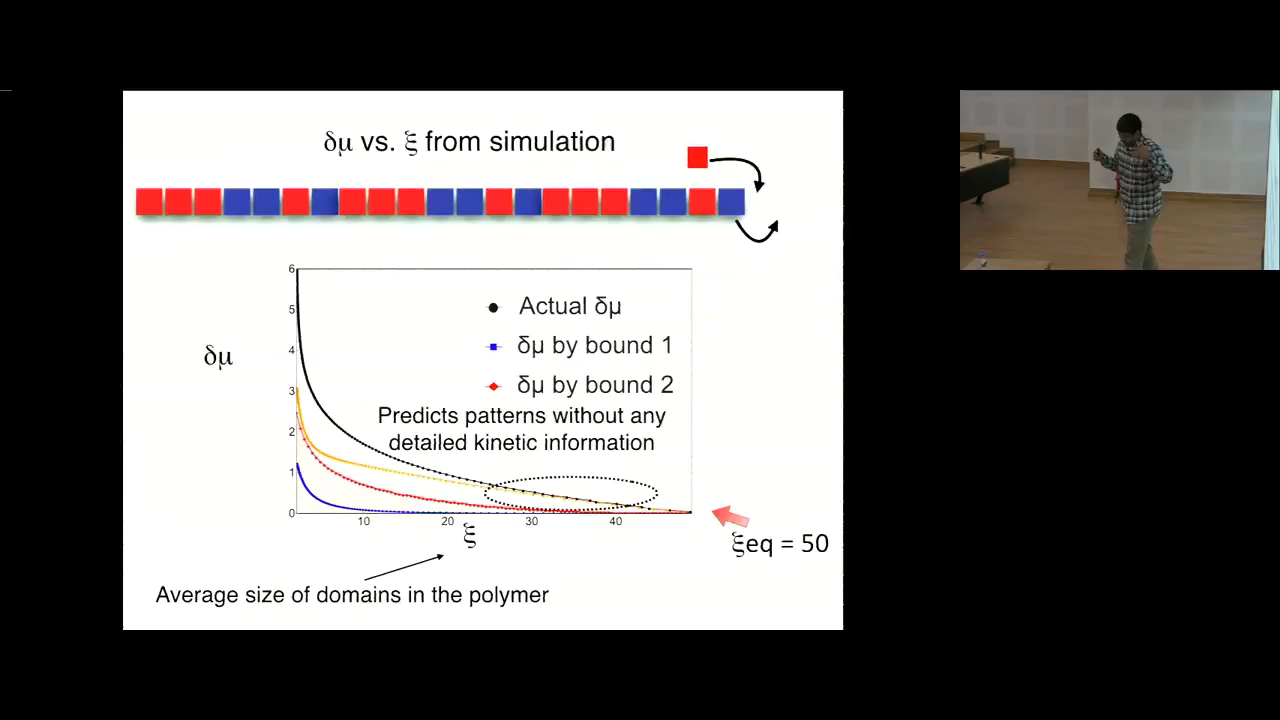 δμ vs. ξ from simulation
6
5
4
3
2
1
0
10
20
30
40
δμ
Actual δμ
δμ by bound 1
δμ by bound 2
Predicts patterns without any
detailed kinetic information
ξ
ξeq = 50
Average size of domains in the polymer